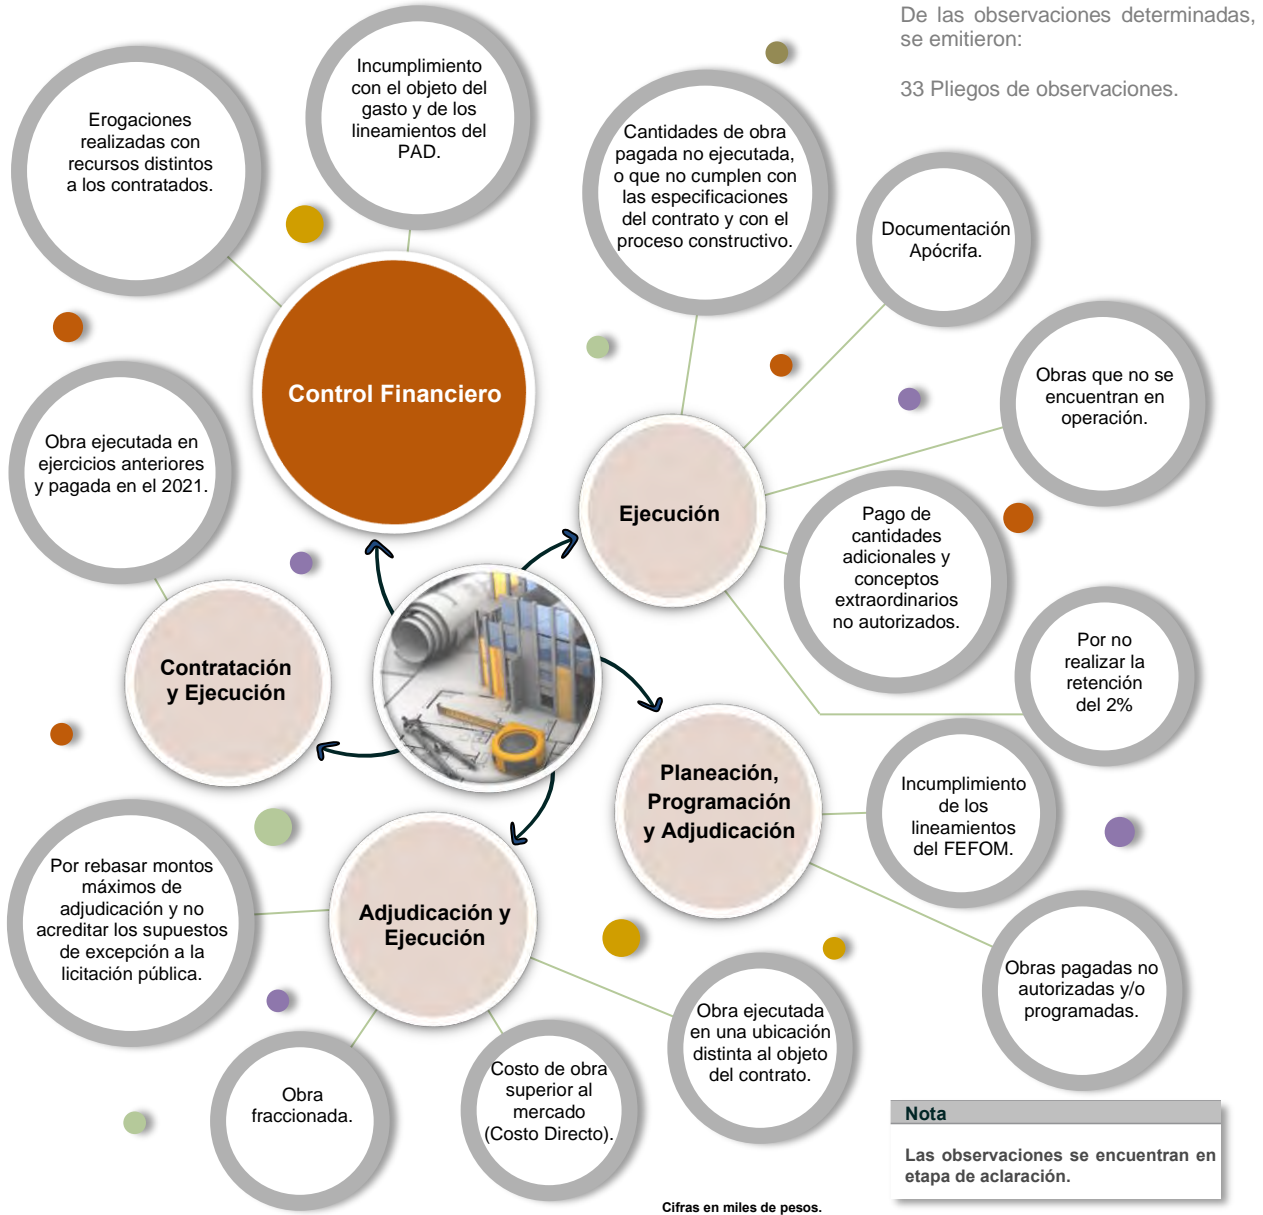 De las observaciones determinadas,
se emitieron:
33 Pliegos de observaciones.
Erogaciones
realizadas con
recursos distintos
a los contratados.
Incumplimiento
con el objeto del
gasto y de los
lineamientos del
PAD.
Cantidades de obra
pagada no ejecutada,
o que no cumplen con
las especificaciones
del contrato y con el
proceso constructivo.
Documentación
Apócrifa.
Control Financiero
Obras que no se
encuentran en
operación.
Obra ejecutada en
ejercicios anteriores
y pagada en el 2021.
Ejecución
Pago de
cantidades
adicionales y
conceptos
extraordinarios
no autorizados.
Por no
realizar la
retención
del 2%
Contratación
y Ejecución
Planeación,
Programación
y Adjudicación
Incumplimiento
de los
lineamientos
del FEFOM.
Por rebasar montos
máximos de
adjudicación y no
acreditar los supuestos
de excepción a la
licitación pública.
Adjudicación y
Ejecución
Obras pagadas no
autorizadas y/o
programadas.
Obra ejecutada
en una ubicación
distinta al objeto
del contrato.
Costo de obra
superior al
mercado
(Costo Directo).
Obra
fraccionada.
Nota
Las observaciones se encuentran en
etapa de aclaración.
Cifras en miles de pesos.